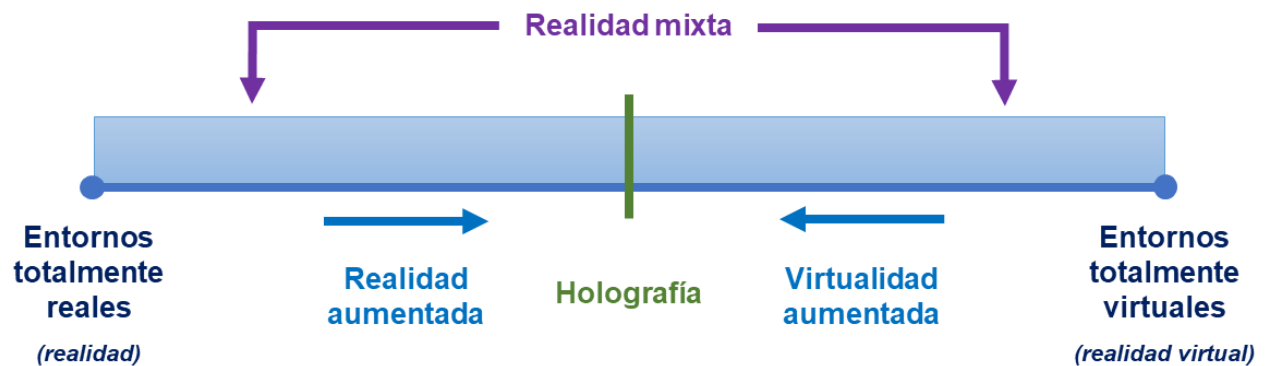 Realidad mixta
Entornos
totalmente
reales
(realidad)
Realidad
aumentada
Holografía
Virtualidad
aumentada
Entornos
totalmente
virtuales
(realidad virtual)